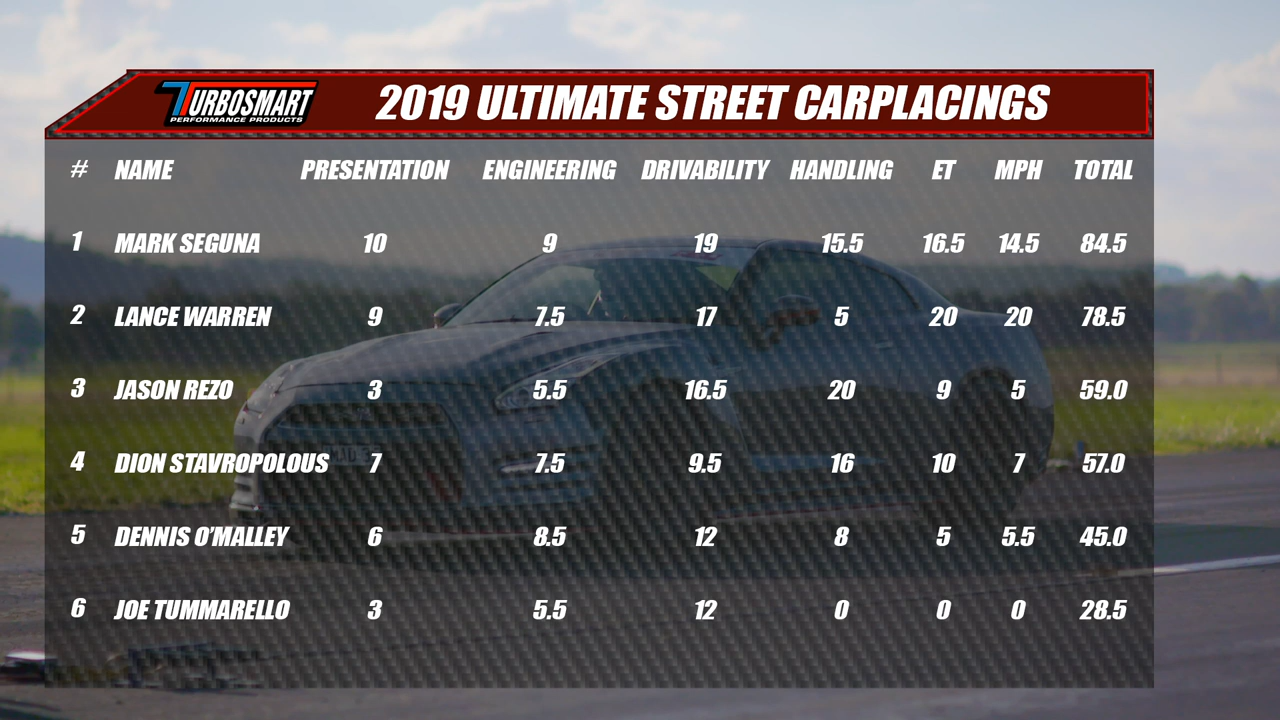 TURBOSMART
PERFORMANCE PRODUCTS
2019 ULTIMATE STREET CARPLACINGS
# NAME PRESENTATION ENGINEERING DRIVABILITY HANDLING ET MPH TOTAL
1 MARK SEGUNA 10 9 19 15.5 16.5 14.5 84.5
2 LANCE WARREN 9 7.5 17 5 20 20 78.5
3 JASON REZO 3 5.5 16.5 20 9 5 59.0
4 DION STAVROPOLOUS 7 7.5 9.5 16 10 7 57.0
5 DENNIS O'MALLEY 6 8.5 12 8 5 5.5 45.0
6 JOE TUMMARELLO 3 5.5 12 0 0 0 28.5